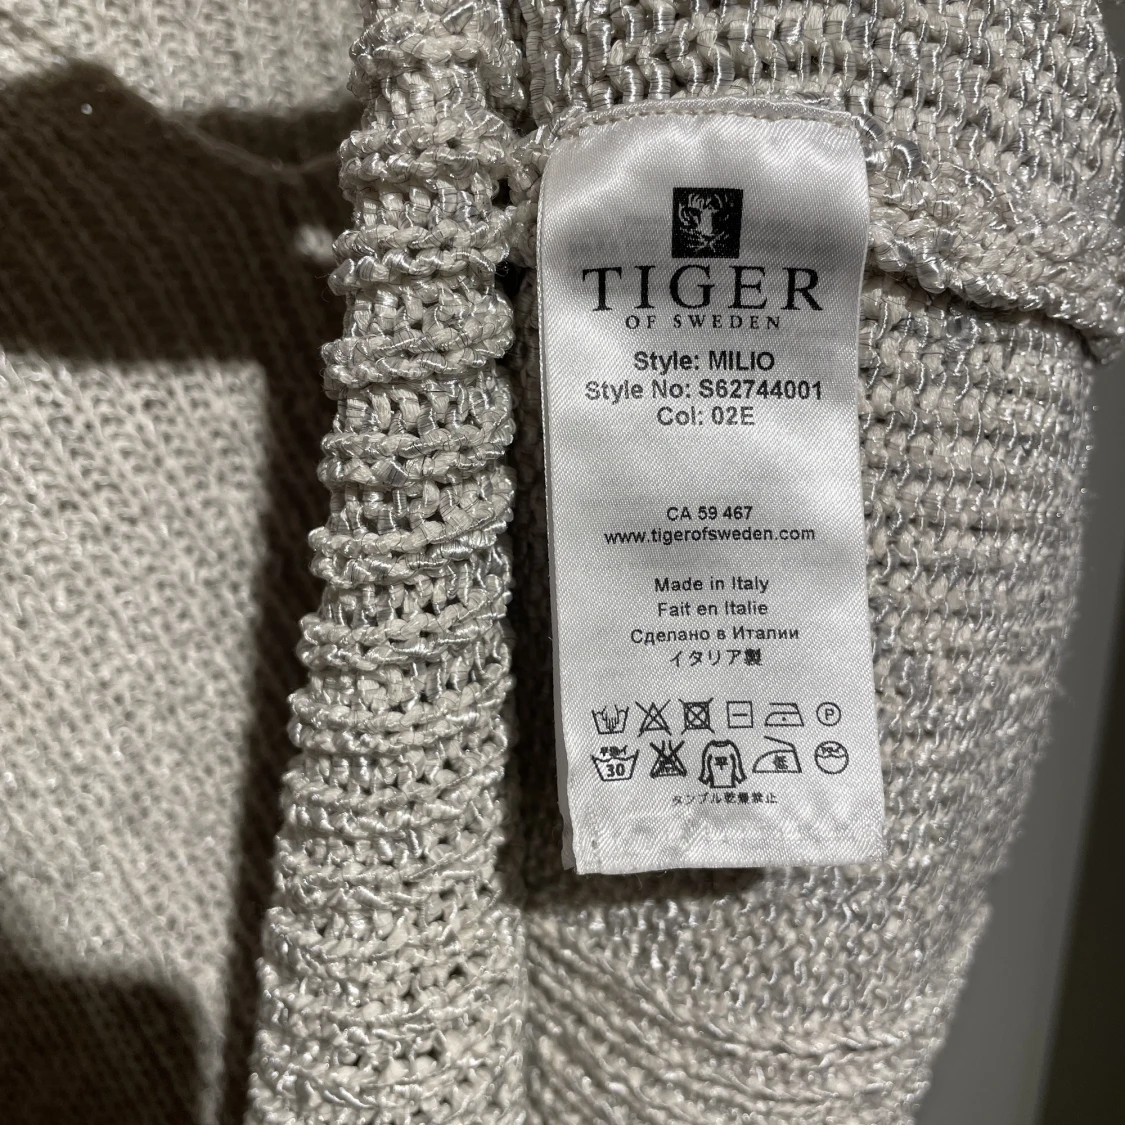 TIGER
OF SWEDEN
Style: MILIO
Style No: S62744001
Col: 02E
CA 59 467
www.tigerofsweden.com
Made in Italy
Fait en Italie
Сделано в Италии
イタリア製
P
30 平 低
タンブル乾燥禁止